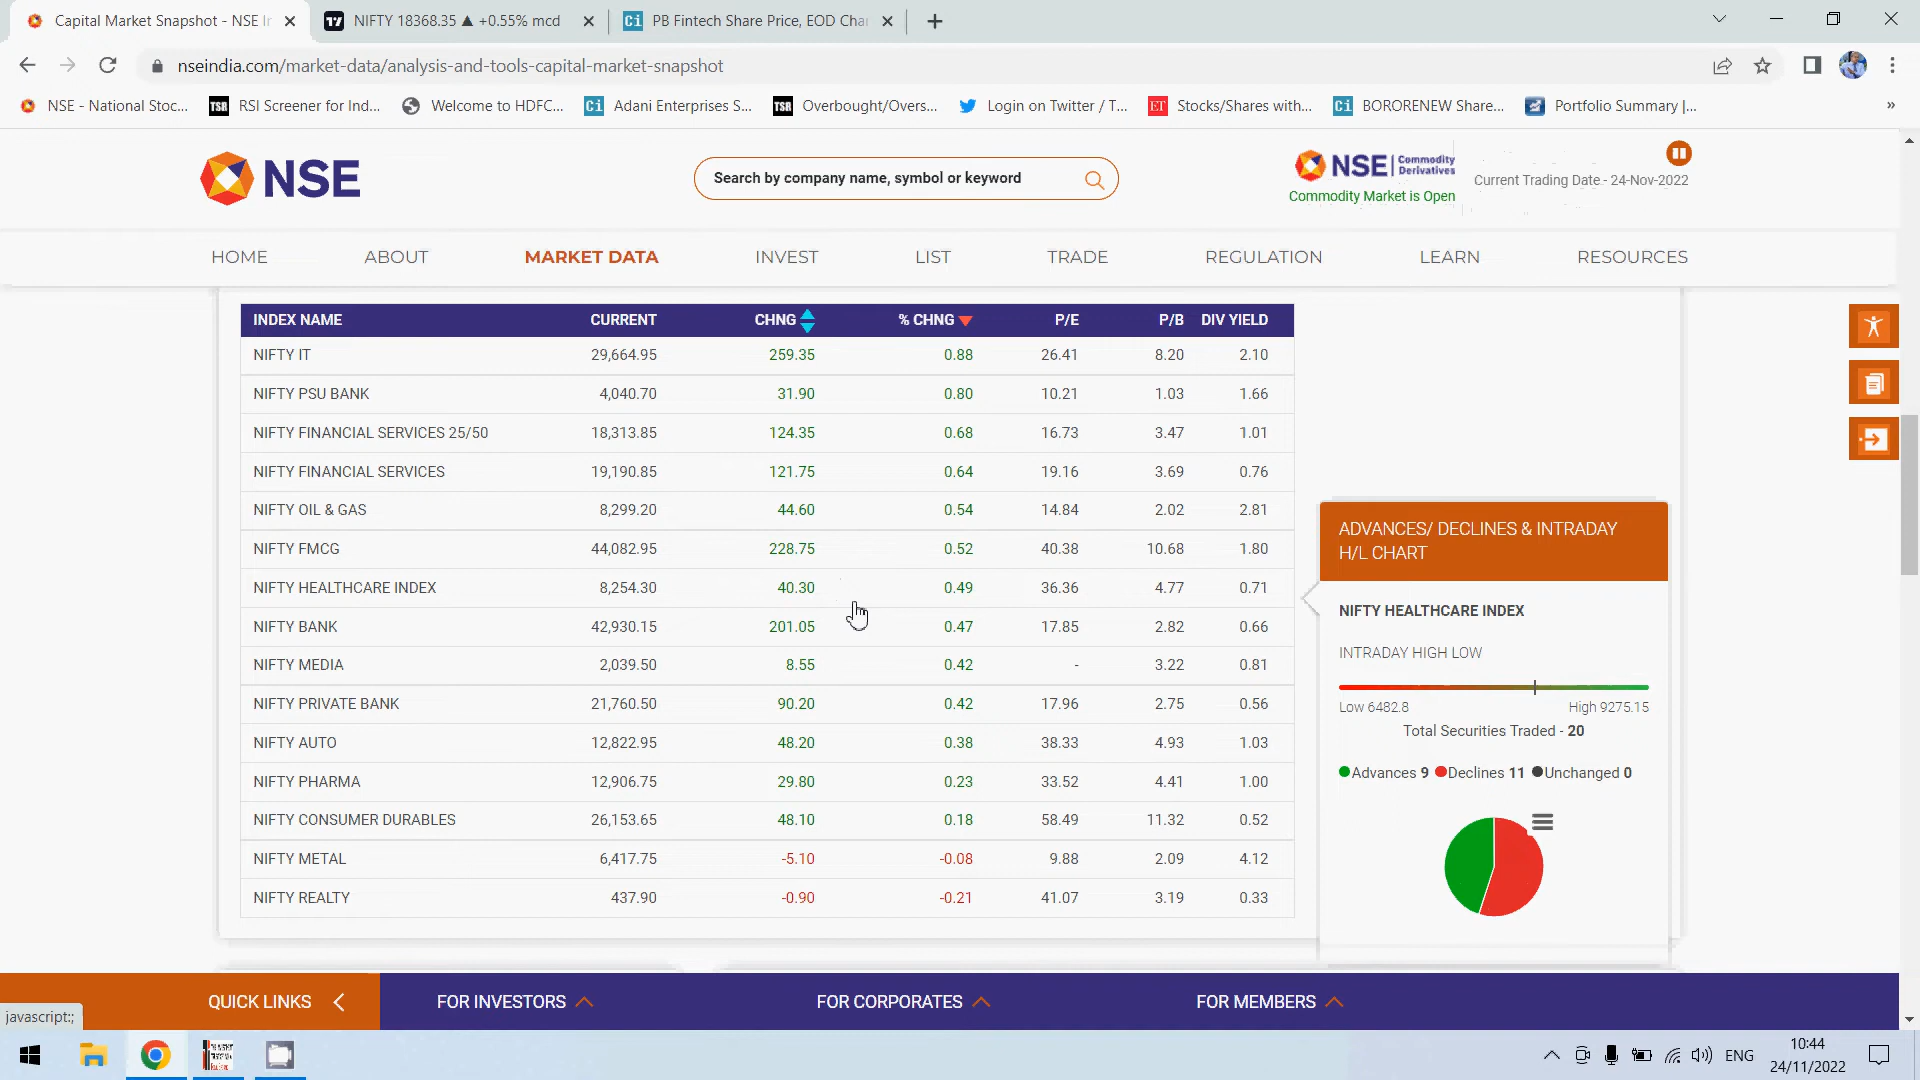 Capital Market Snapshot - NSE In
NIFTY 18368.35 ▲ +0.55% mcd
Ci PB Fintech Share Price, EOD Cha
nseindia.com/market-data/analysis-and-tools-capital-market-snapshot
NSE - National Stoc... TSR RSI Screener for Ind... Welcome to HDFC... Ci Adani Enterprises S... TSR Overbought/Overs... Login on Twitter / T... ET Stocks/Shares with... Ci BORORENEW Share... Portfolio Summary |... »
NSE
Search by company name, symbol or keyword
NSE Commodity Derivatives
Commodity Market is Open
Current Trading Date - 24-Nov-2022
HOME ABOUT MARKET DATA INVEST LIST TRADE REGULATION LEARN RESOURCES
INDEX NAME CURRENT CHNG % CHNG P/E P/B DIV YIELD
NIFTY IT 29,664.95 259.35 0.88 26.41 8.20 2.10
NIFTY PSU BANK 4,040.70 31.90 0.80 10.21 1.03 1.66
NIFTY FINANCIAL SERVICES 25/50 18,313.85 124.35 0.68 16.73 3.47 1.01
NIFTY FINANCIAL SERVICES 19,190.85 121.75 0.64 19.16 3.69 0.76
NIFTY OIL & GAS 8,299.20 44.60 0.54 14.84 2.02 2.81
NIFTY FMCG 44,082.95 228.75 0.52 40.38 10.68 1.80
NIFTY HEALTHCARE INDEX 8,254.30 40.30 0.49 36.36 4.77 0.71
NIFTY BANK 42,930.15 201.05 0.47 17.85 2.82 0.66
NIFTY MEDIA 2,039.50 8.55 0.42 - 3.22 0.81
NIFTY PRIVATE BANK 21,760.50 90.20 0.42 17.96 2.75 0.56
NIFTY AUTO 12,822.95 48.20 0.38 38.33 4.93 1.03
NIFTY PHARMA 12,906.75 29.80 0.23 33.52 4.41 1.00
NIFTY CONSUMER DURABLES 26,153.65 48.10 0.18 58.49 11.32 0.52
NIFTY METAL 6,417.75 -5.10 -0.08 9.88 2.09 4.12
NIFTY REALTY 437.90 -0.90 -0.21 41.07 3.19 0.33
ADVANCES/ DECLINES & INTRADAY
H/L CHART
NIFTY HEALTHCARE INDEX
INTRADAY HIGH LOW
Low 6482.8 High 9275.15
Total Securities Traded - 20
Advances 9 Declines 11 Unchanged 0
QUICK LINKS FOR INVESTORS FOR CORPORATES FOR MEMBERS
javascript:;
ENG
10:44
24/11/2022